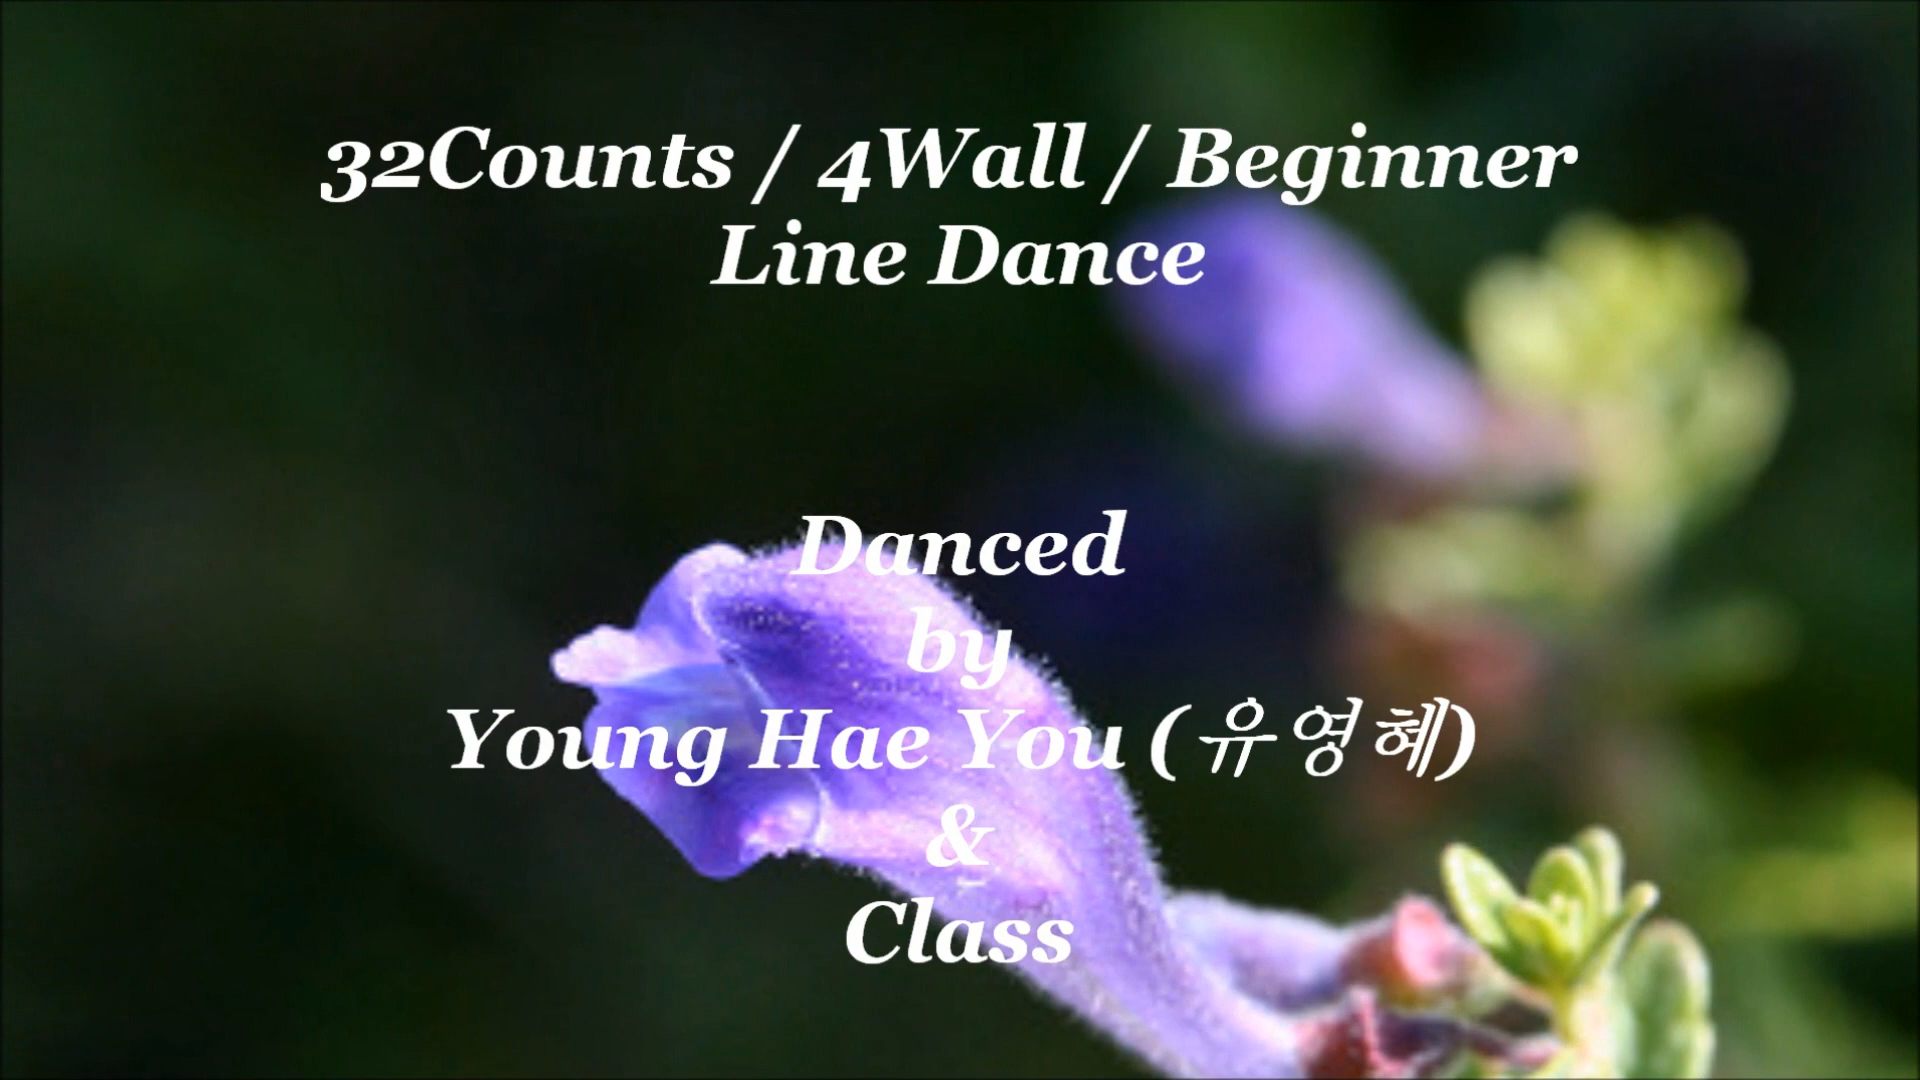 32Counts / 4Wall / Beginner
Line Dance
Danced
by
Young Hae You (유영혜)
&
Class